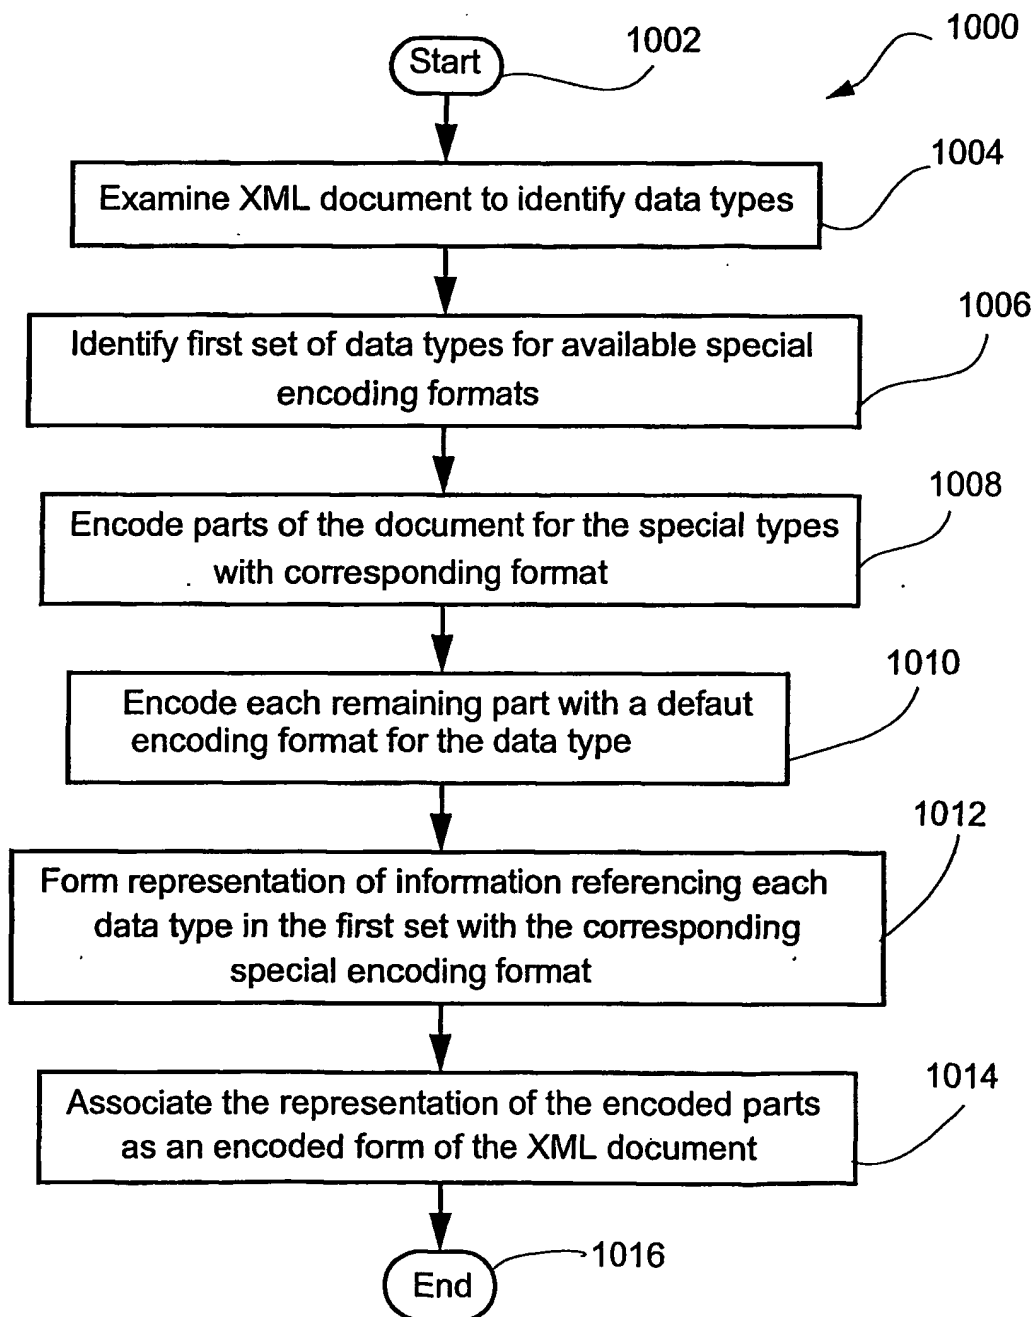 1000
Start
1002
Examine XML document to identify data types
1004
Identify first set of data types for available special
encoding formats
1006
Encode parts of the document for the special types
with corresponding format
1008
Encode each remaining part with a defaut
encoding format for the data type
1010
Form representation of information referencing each
data type in the first set with the corresponding
special encoding format
1012
Associate the representation of the encoded parts
as an encoded form of the XML document
1014
End
1016